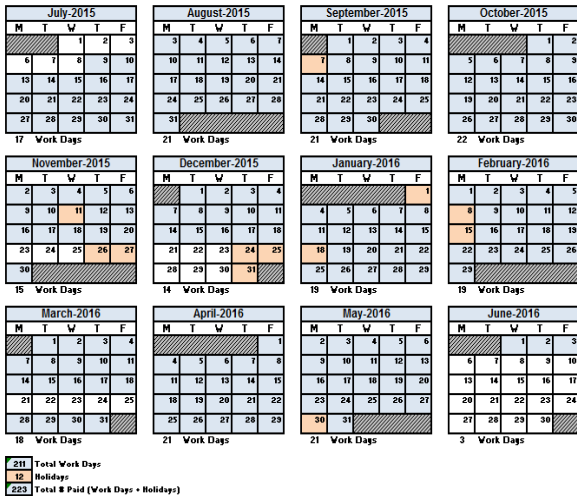 July-2015 August-2015 September-2015 October-2015
M T W T F M T W T F M T W T F M T W T F
1 2 3 3 4 5 6 7 1 2 3 4 1 2
6 7 8 9 10 10 11 12 13 14 7 8 9 10 11 5 6 7 8 9
13 14 15 16 17 17 18 19 20 21 14 15 16 17 18 12 13 14 15 16
20 21 22 23 24 24 25 26 27 28 21 22 23 24 25 19 20 21 22 23
27 28 29 30 31 31 28 29 30 26 27 28 29 30
17 Work Days 21 Work Days 21 Work Days 22 Work Days
November-2015 December-2015 January-2016 February-2016
M T W T F M T W T F M T W T F M T W T F
2 3 4 5 6 1 2 3 4 1 1 2 3 4 5
9 10 11 12 13 7 8 9 10 11 4 5 6 7 8 8 9 10 11 12
16 17 18 19 20 14 15 16 17 18 11 12 13 14 15 15 16 17 18 19
23 24 25 26 27 21 22 23 24 25 18 19 20 21 22 22 23 24 25 26
30 28 29 30 31 25 26 27 28 29 29
15 Work Days 14 Work Days 19 Work Days 19 Work Days
March-2016 April-2016 May-2016 June-2016
M T W T F M T W T F M T W T F M T W T F
1 2 3 4 1 2 3 4 5 6 1 2 3
7 8 9 10 11 4 5 6 7 8 9 10 11 12 13 6 7 8 9 10
14 15 16 17 18 11 12 13 14 15 16 17 18 19 20 13 14 15 16 17
21 22 23 24 25 18 19 20 21 22 23 24 25 26 27 20 21 22 23 24
28 29 30 31 25 26 27 28 29 30 31 27 28 29 30
18 Work Days 21 Work Days 21 Work Days 3 Work Days
211 Total Work Days
12 Holidays
223 Total # Paid (Work Days + Holidays)